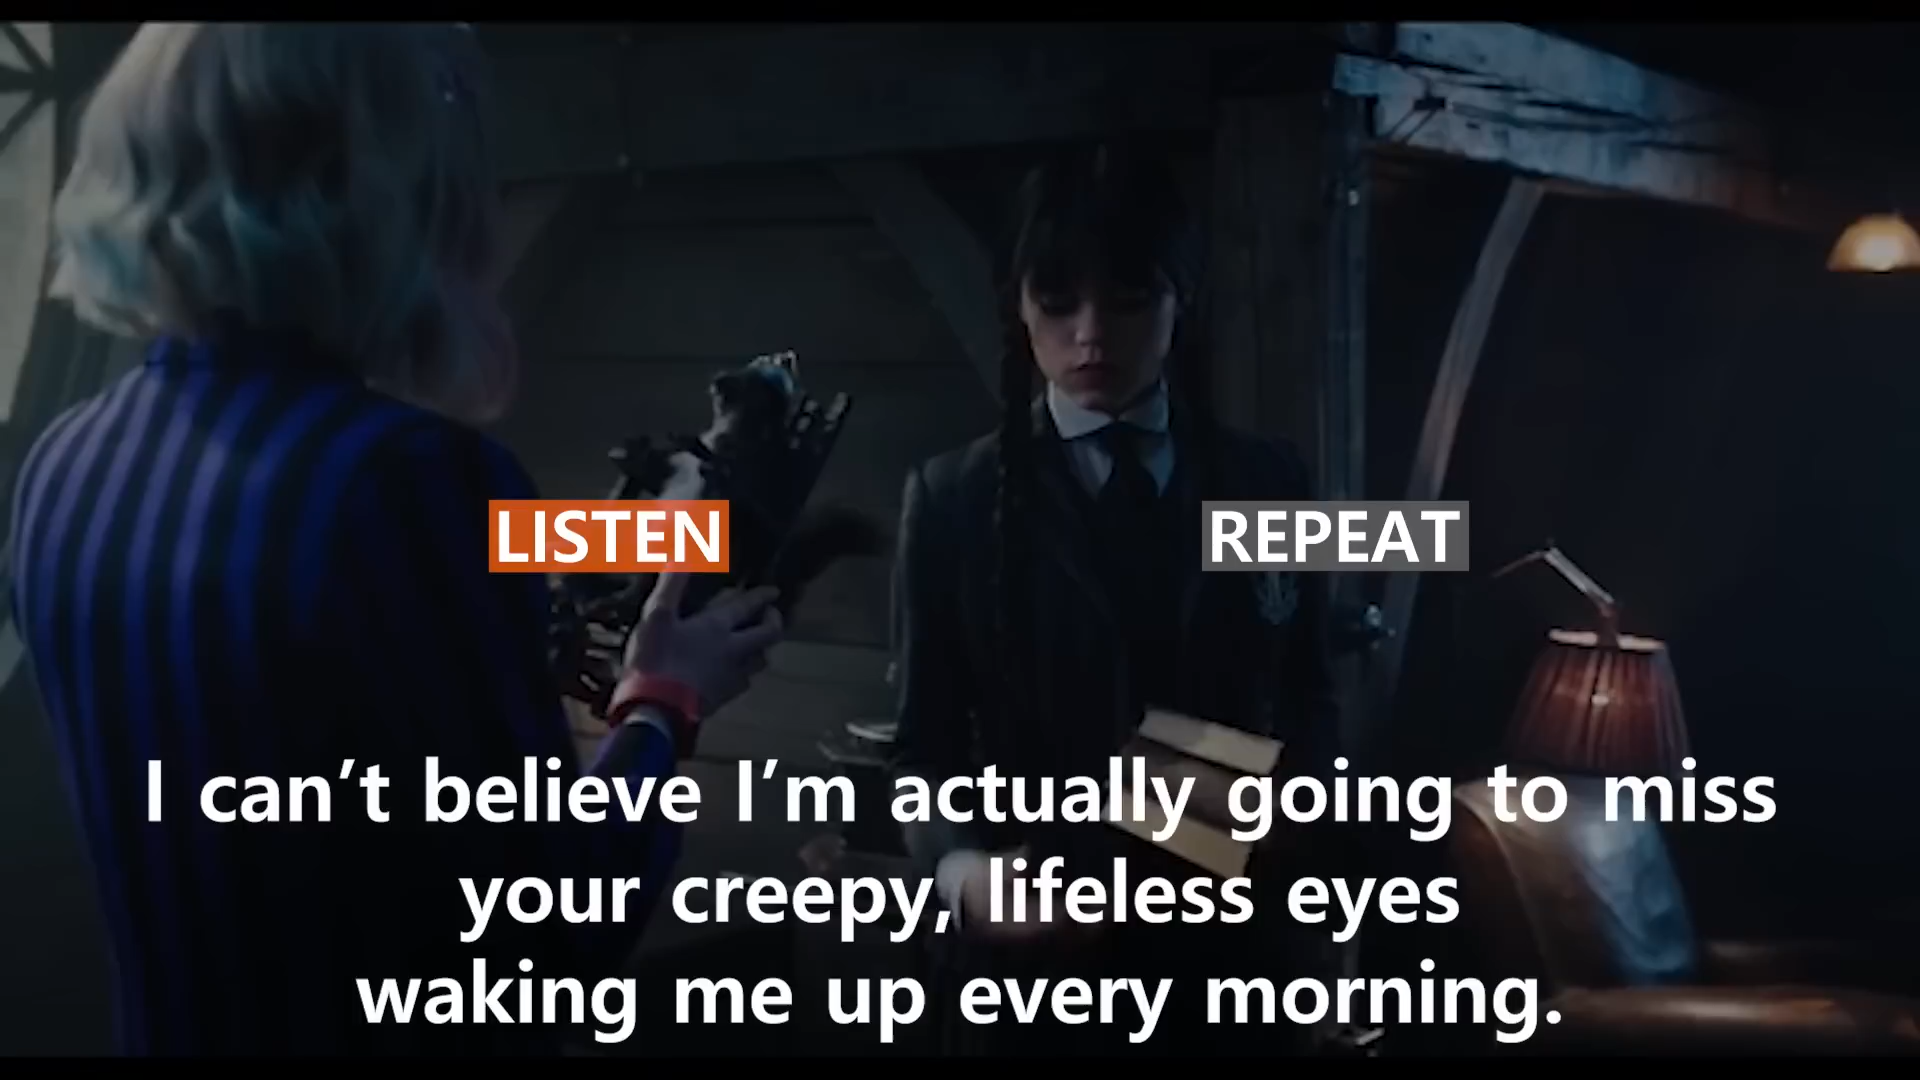 LISTEN
REPEAT
I can’t believe I’m actually going to miss
your creepy, lifeless eyes
waking me up every morning.